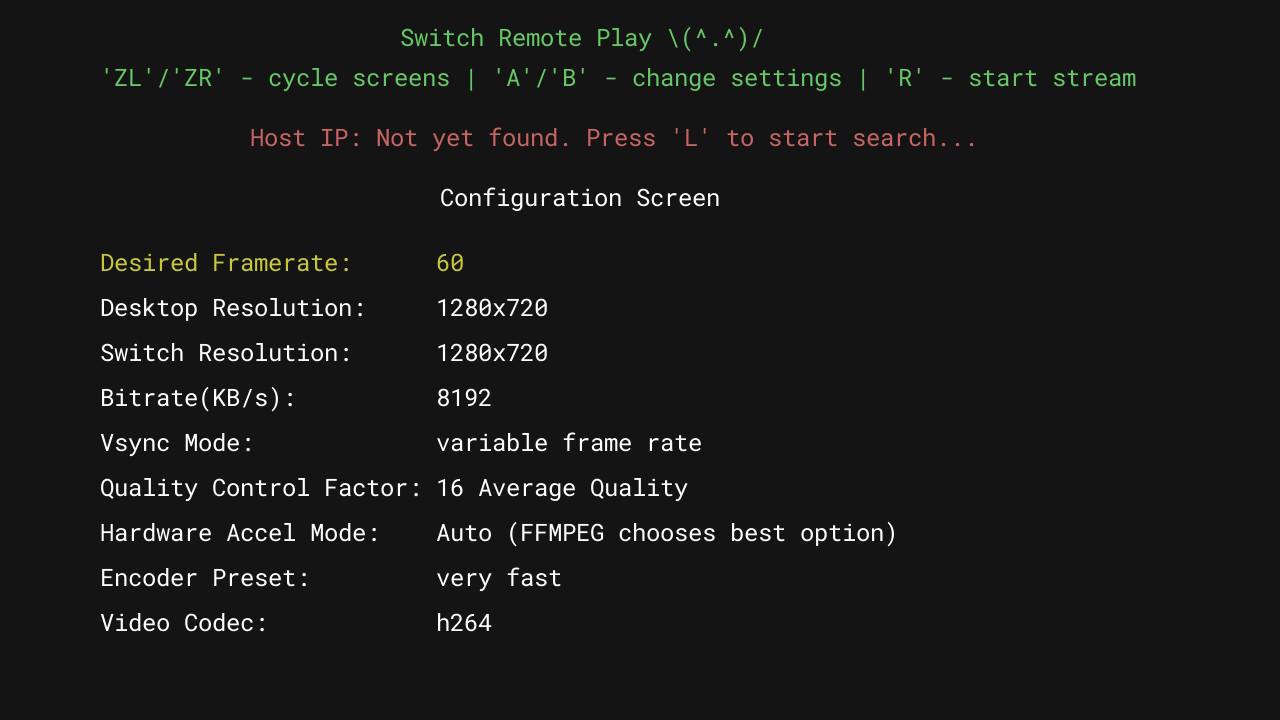 Switch Remote Play \(^.^)/
'ZL'/'ZR' - cycle screens | 'A'/'B' - change settings | 'R' - start stream
Host IP: Not yet found. Press 'L' to start search...
Configuration Screen
Desired Framerate: 60
Desktop Resolution: 1280x720
Switch Resolution: 1280x720
Bitrate(KB/s): 8192
Vsync Mode: variable frame rate
Quality Control Factor: 16 Average Quality
Hardware Accel Mode: Auto (FFMPEG chooses best option)
Encoder Preset: very fast
Video Codec: h264